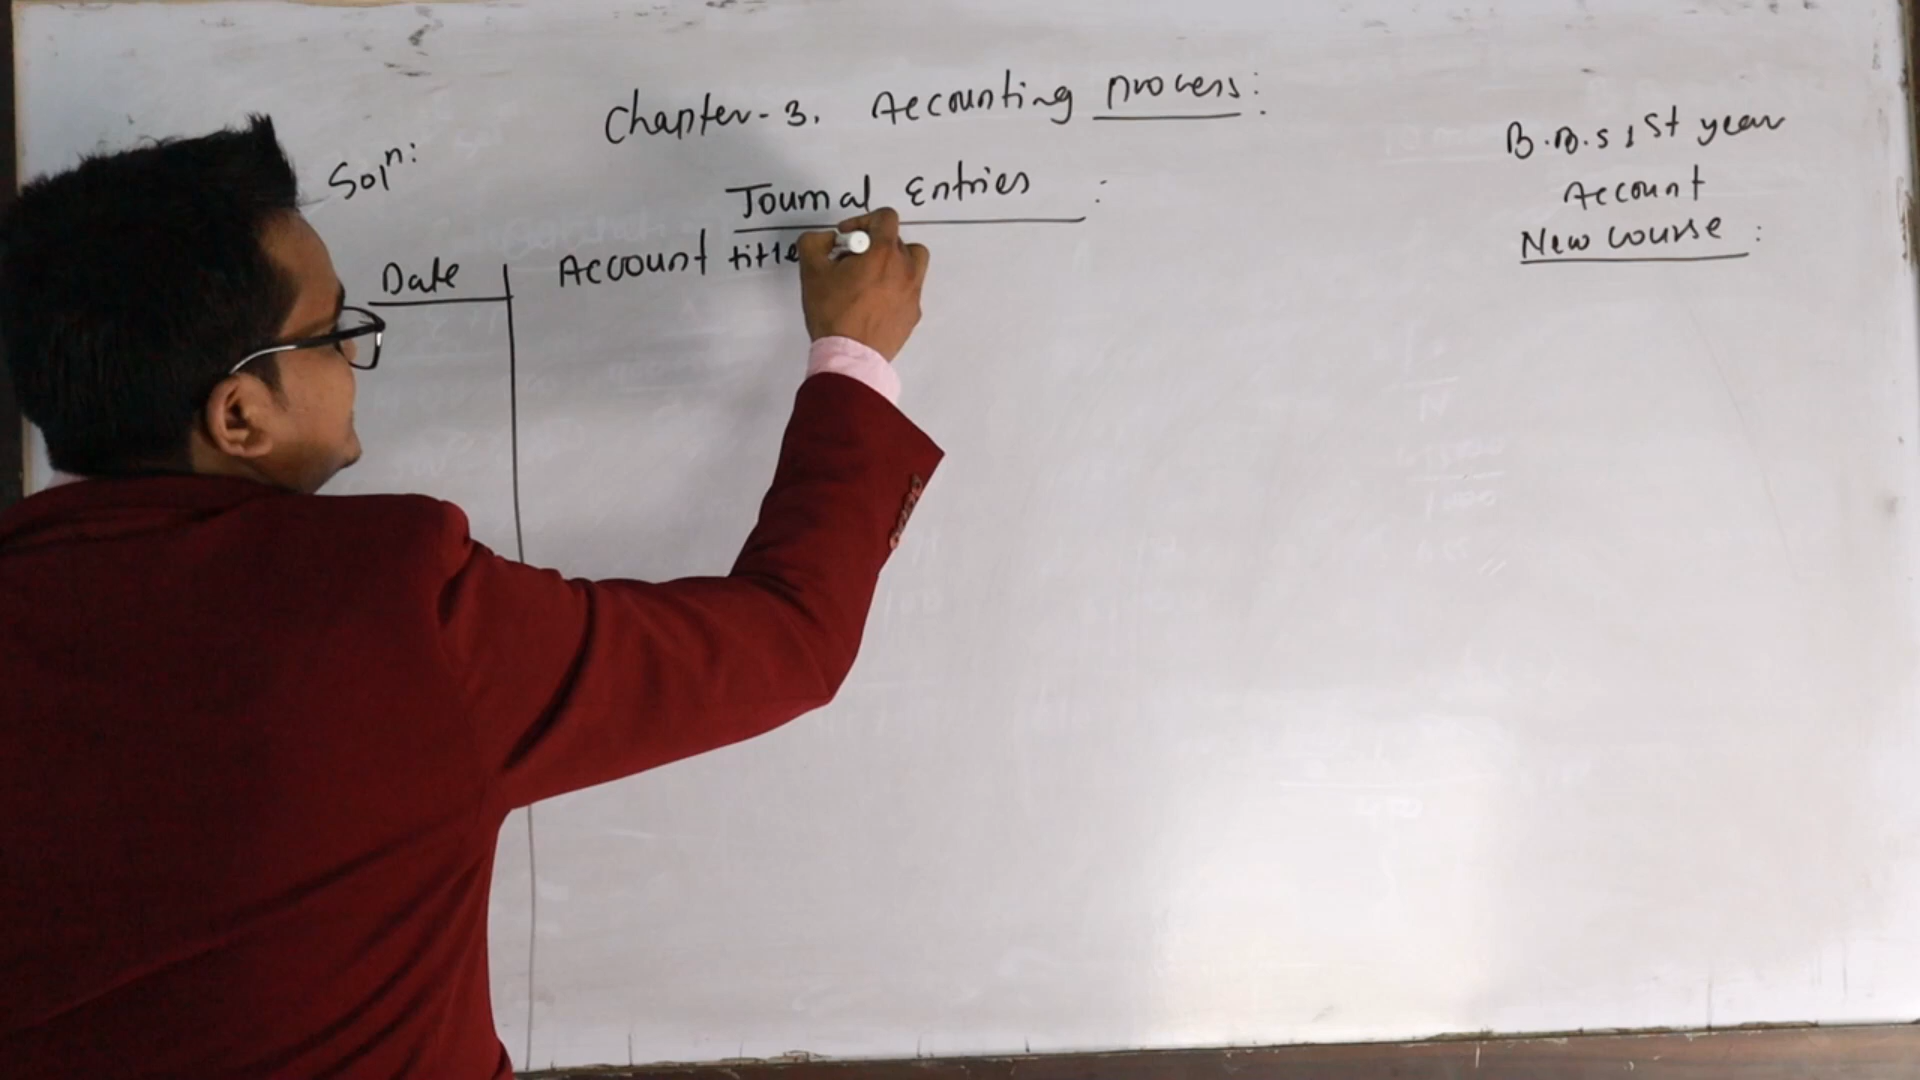 Chapter-3. Accounting process:
B.B.S 1st year
Account
New course:
Solⁿ:
Journal Entries :
Date
Account title